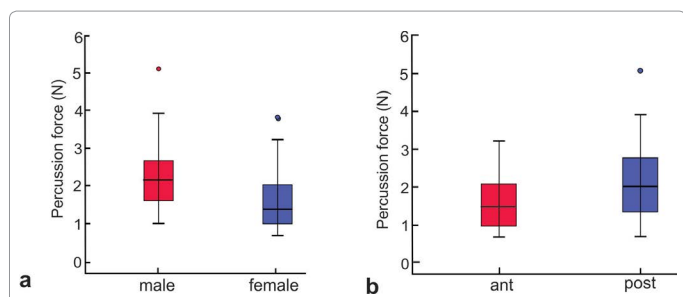 6
5
4
3
2
1
0
Percussion force (N)
male
female
a
6
5
4
3
2
1
0
Percussion force (N)
ant
post
b